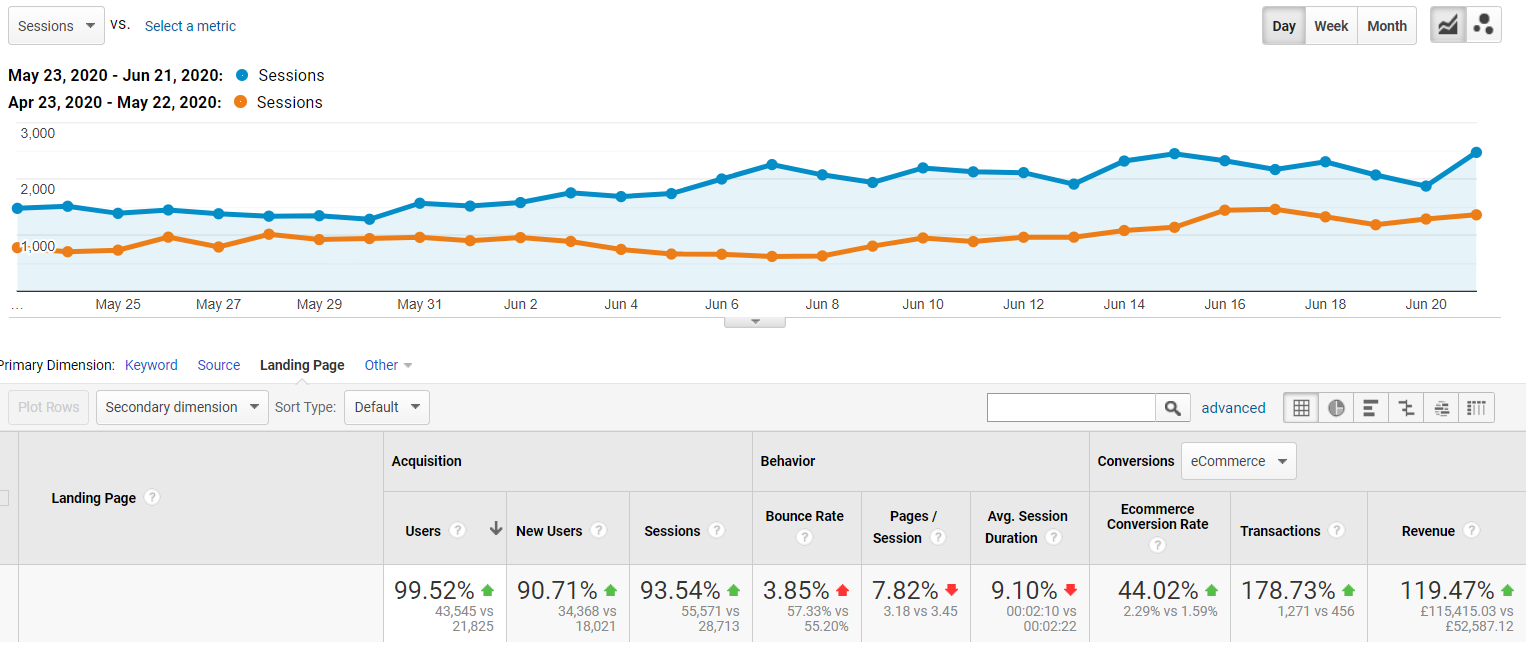 Sessions vs. Select a metric Day Week Month
May 23, 2020 - Jun 21, 2020: Sessions
Apr 23, 2020 - May 22, 2020: Sessions
3,000
2,000
1,000
... May 25 May 27 May 29 May 31 Jun 2 Jun 4 Jun 6 Jun 8 Jun 10 Jun 12 Jun 14 Jun 16 Jun 18 Jun 20
Primary Dimension: Keyword Source Landing Page Other
Plot Rows Secondary dimension Sort Type: Default advanced
Acquisition Behavior Conversions eCommerce
Landing Page ?
Users ? New Users ? Sessions ? Bounce Rate ? Pages / Session ? Avg. Session Duration ? Ecommerce Conversion Rate ? Transactions ? Revenue ?
99.52% 90.71% 93.54% 3.85% 7.82% 9.10% 44.02% 178.73% 119.47%
43,545 vs 21,825 34,368 vs 18,021 55,571 vs 28,713 57.33% vs 55.20% 3.18 vs 3.45 00:02:10 vs 00:02:22 2.29% vs 1.59% 1,271 vs 456 £115,415.03 vs £52,587.12